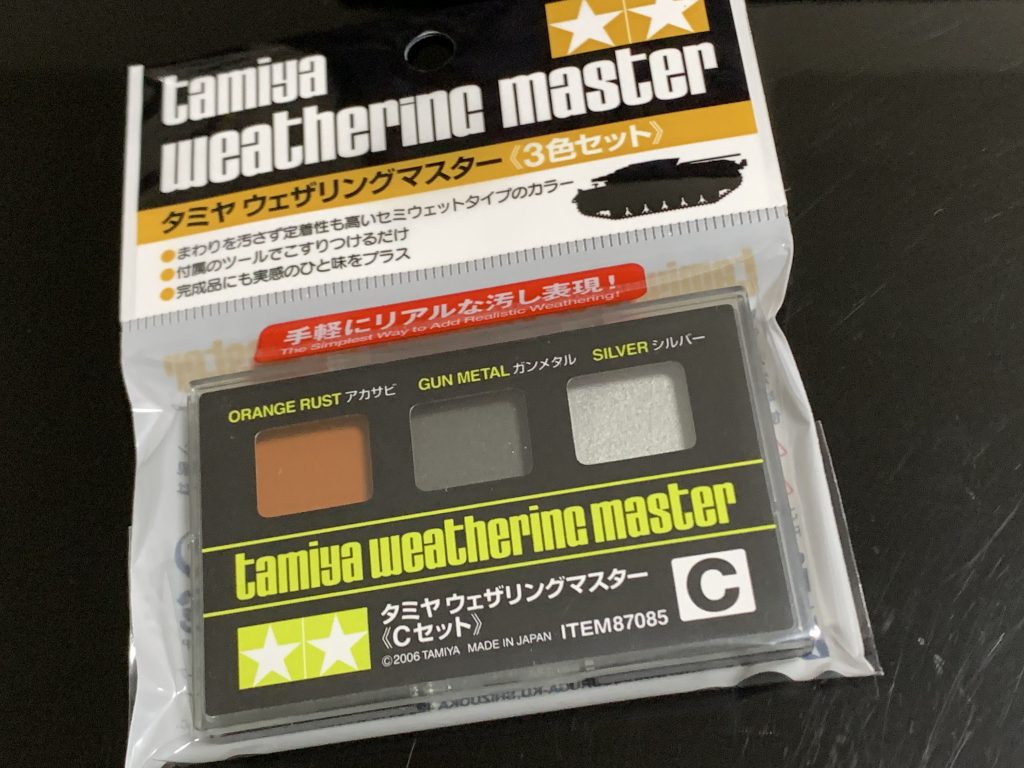 tamiya
weathering master
タミヤ ウェザリングマスター《3色セット》
●まわりを汚さず定着性も高いセミウェットタイプのカラー
●付属のツールでこすりつけるだけ
●完成品にも実感のひと味をプラス
手軽にリアルな汚し表現!
The Simplest Way to Add Realistic Weathering!
ORANGE RUST アカサビ
GUN METAL ガンメタル
SILVER シルバー
tamiya weathering master
タミヤ ウェザリングマスター
《Cセット》
C
©2006 TAMIYA MADE IN JAPAN ITEM87085